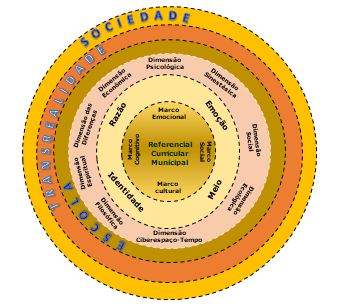 SOCIEDADE
TRANSREALIDADE
ESCOLA
Dimensão
Psicológica
Dimensão
Econômica
Dimensão
Sinestésica
Dimensão das
Diferenças
Dimensão
Social
Dimensão
Espiritual
Dimensão
Ecológica
Dimensão
Filosófica
Dimensão
Ciberespaço-Tempo
Razão
Emoção
Identidade
Meio
Marco
Emocional
Marco
Cognitivo
Marco
Social
Referencial
Curricular
Municipal
Marco
cultural